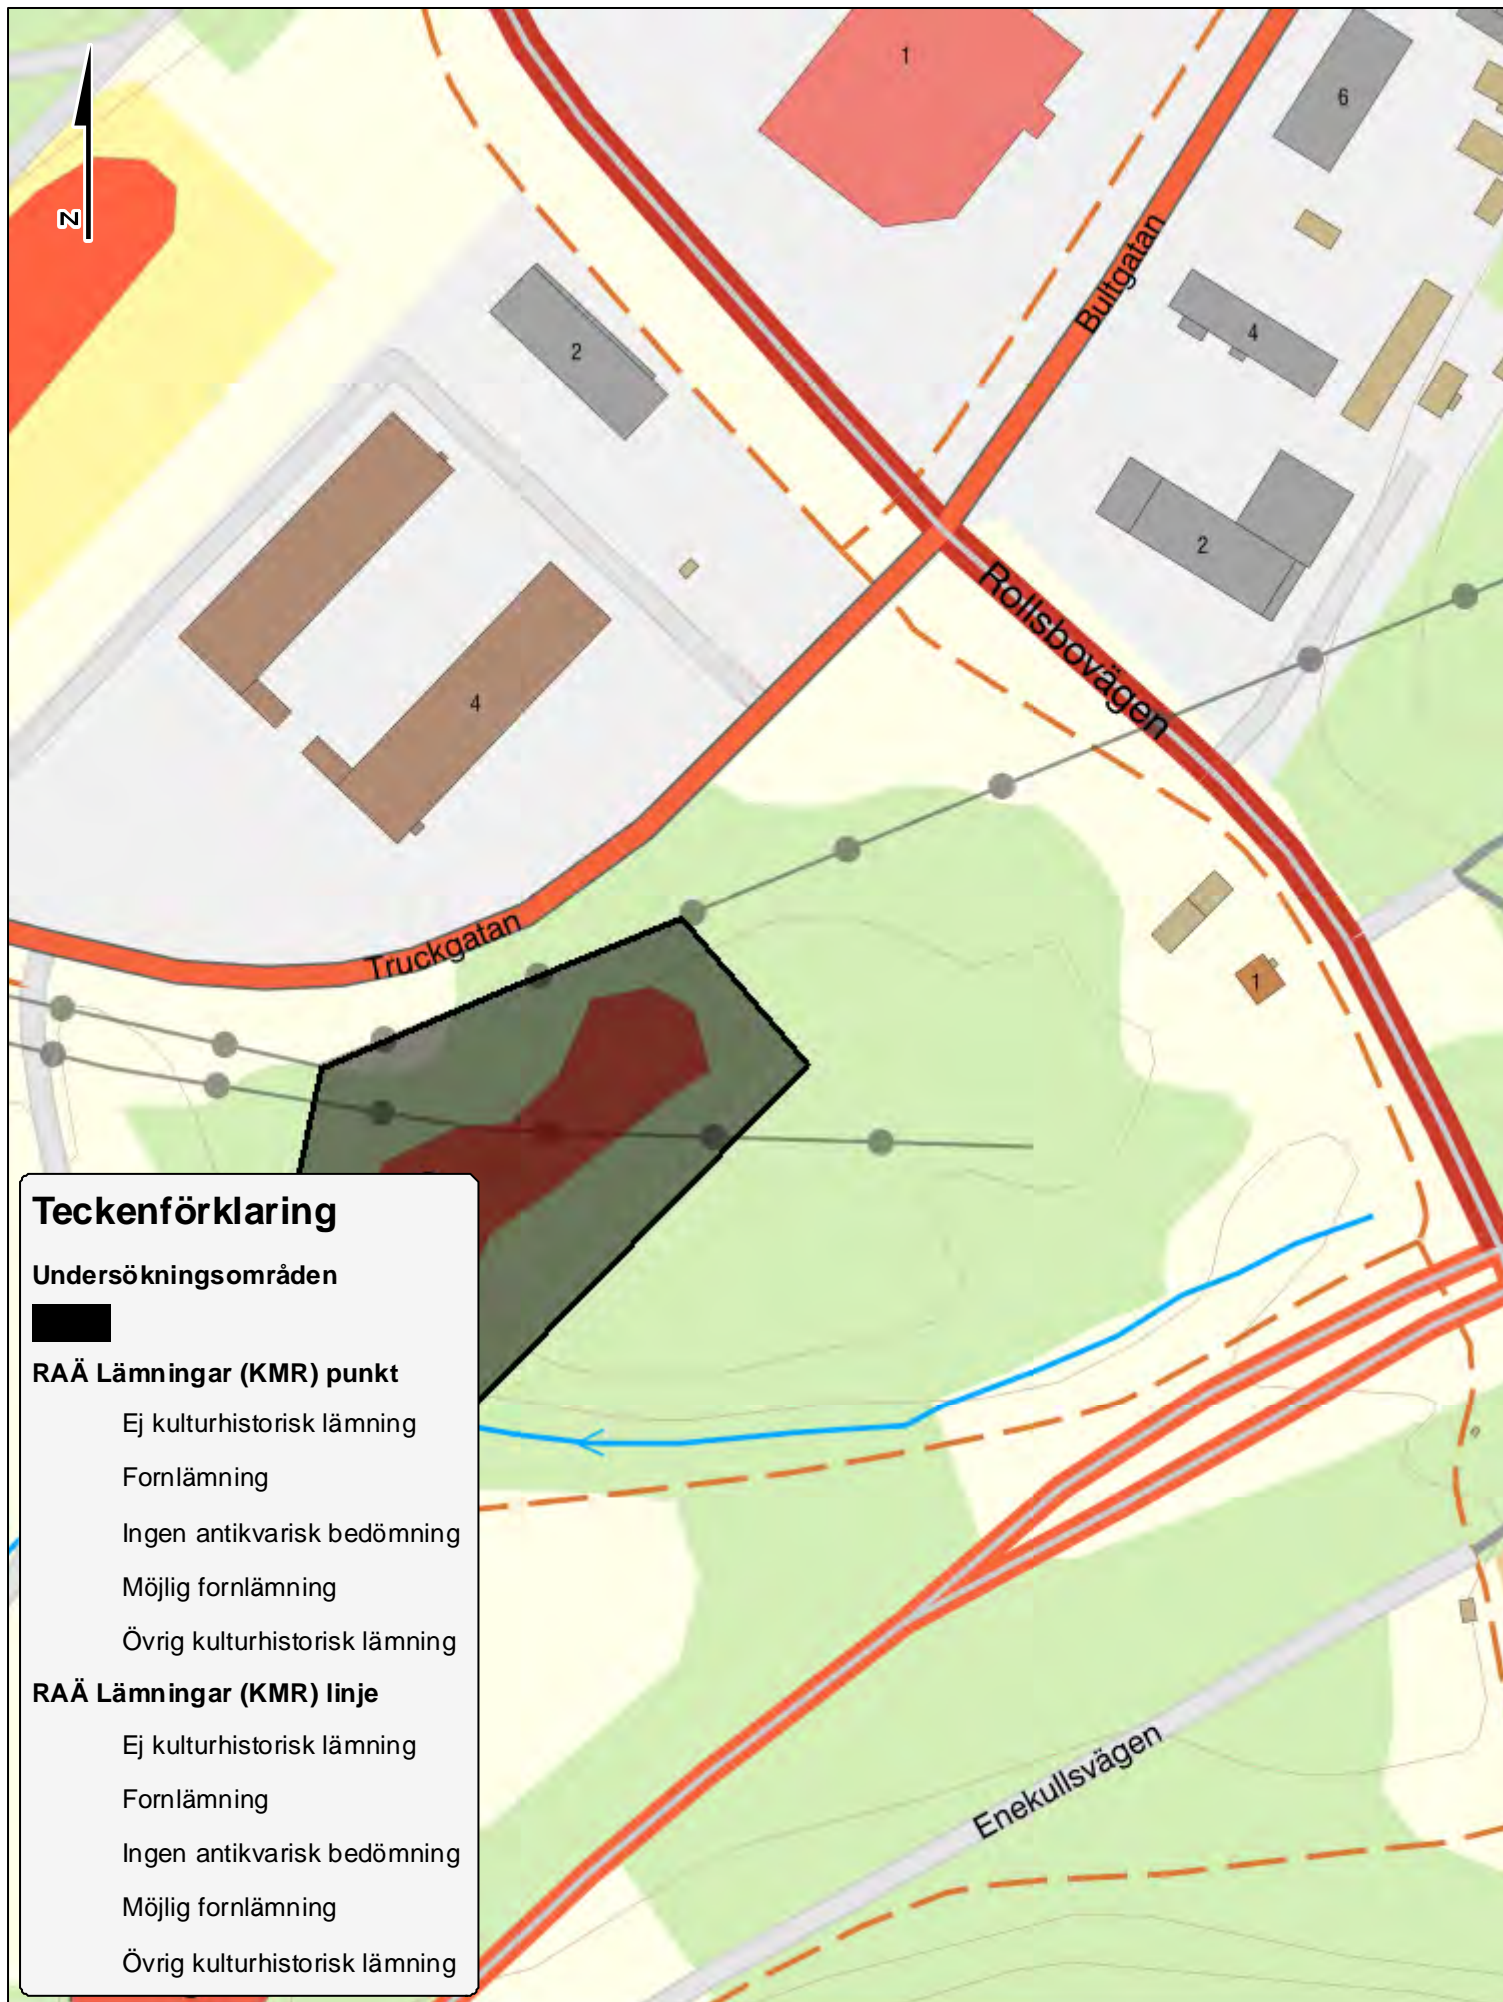 1
6
Bultgatan
4
2
2
Rollsbovägen
4
Truckgatan
1
N
Teckenförklaring
Undersökningsområden
RAÄ Lämningar (KMR) punkt
Ej kulturhistorisk lämning
Fornlämning
Ingen antikvarisk bedömning
Möjlig fornlämning
Övrig kulturhistorisk lämning
RAÄ Lämningar (KMR) linje
Ej kulturhistorisk lämning
Fornlämning
Ingen antikvarisk bedömning
Möjlig fornlämning
Övrig kulturhistorisk lämning
Enekullsvägen